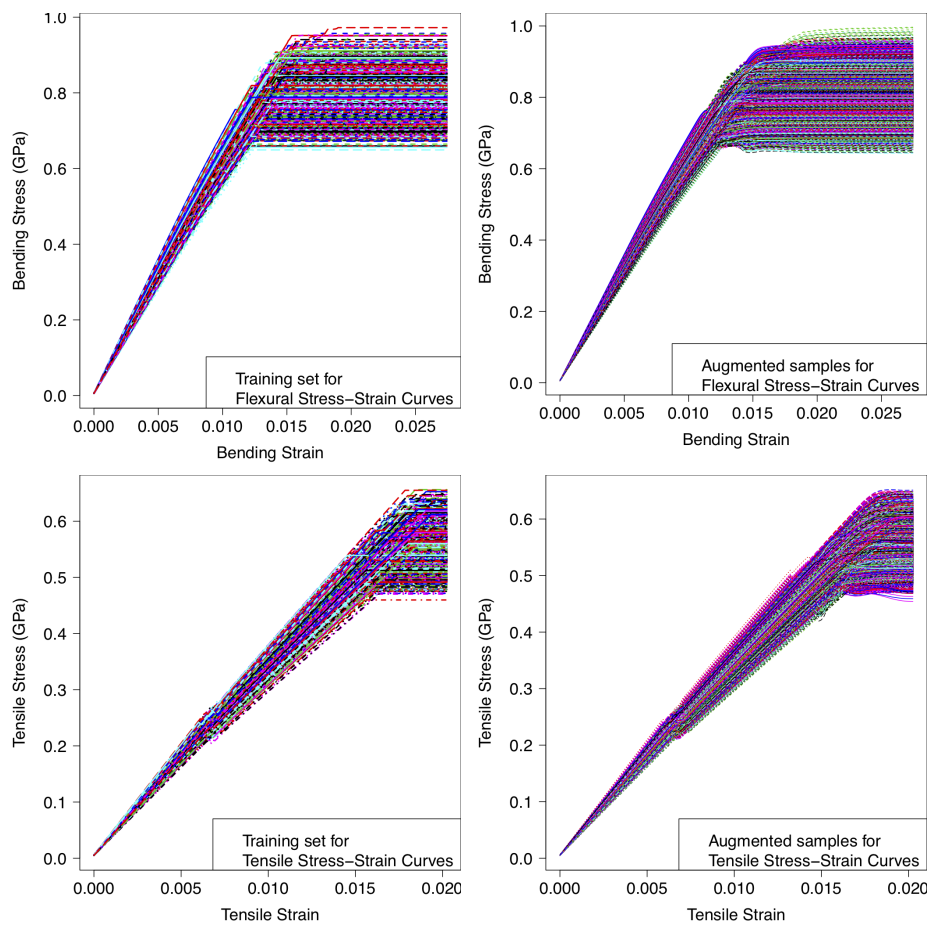 1.0
0.8
0.6
0.4
0.2
0.0
Bending Stress (GPa)
Training set for
Flexural Stress−Strain Curves
0.000 0.005 0.010 0.015 0.020 0.025
Bending Strain
1.0
0.8
0.6
0.4
0.2
0.0
Bending Stress (GPa)
Augmented samples for
Flexural Stress−Strain Curves
0.000 0.005 0.010 0.015 0.020 0.025
Bending Strain
0.6
0.5
0.4
0.3
0.2
0.1
0.0
Tensile Stress (GPa)
Training set for
Tensile Stress−Strain Curves
0.000 0.005 0.010 0.015 0.020
Tensile Strain
0.6
0.5
0.4
0.3
0.2
0.1
0.0
Tensile Stress (GPa)
Augmented samples for
Tensile Stress−Strain Curves
0.000 0.005 0.010 0.015 0.020
Tensile Strain